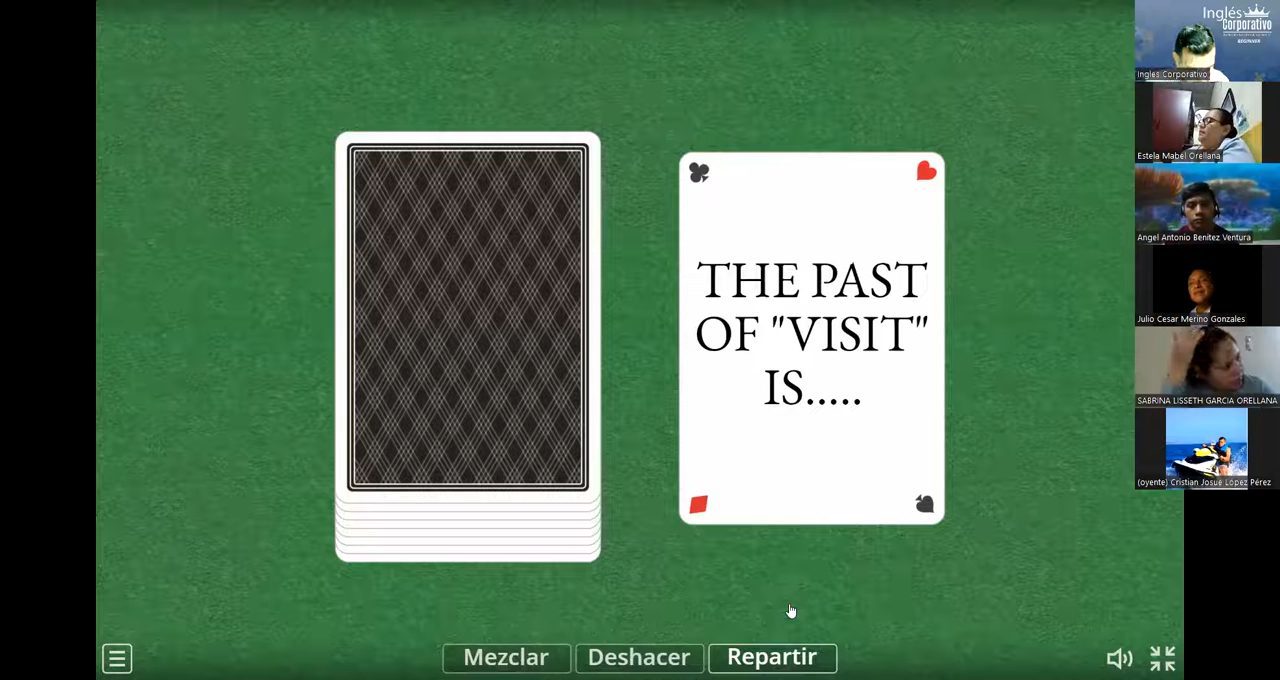 THE PAST
OF "VISIT"
IS.....
Mezclar
Deshacer
Repartir
Inglés
Corporativo
BEGINNER
Ingles Corporativo
Estela Mabel Orellana
Angel Antonio Benitez Ventura
Julio Cesar Merino Gonzales
SABRINA LISSETH GARCIA ORELLANA
(oyente) Cristian Josué López Pérez